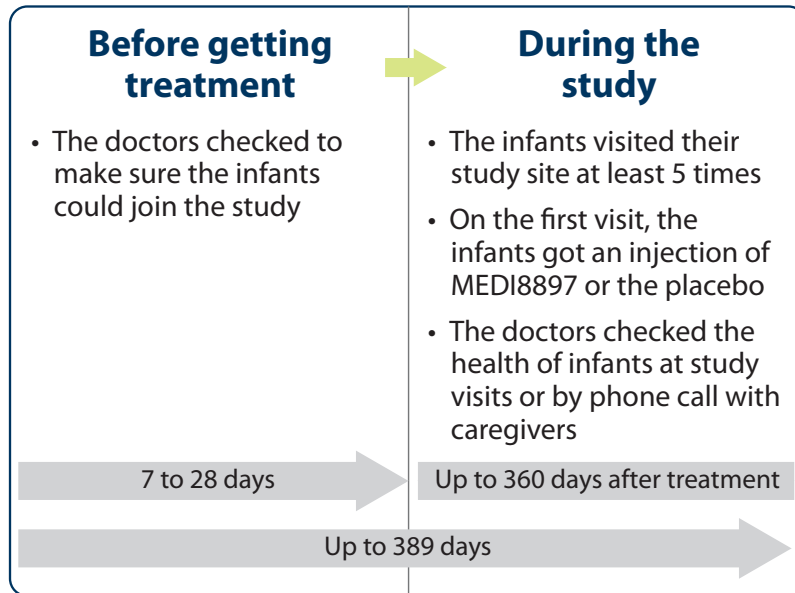 Before getting
treatment
• The doctors checked to
make sure the infants
could join the study
7 to 28 days
During the
study
• The infants visited their
study site at least 5 times
• On the first visit, the
infants got an injection of
MEDI8897 or the placebo
• The doctors checked the
health of infants at study
visits or by phone call with
caregivers
Up to 360 days after treatment
Up to 389 days